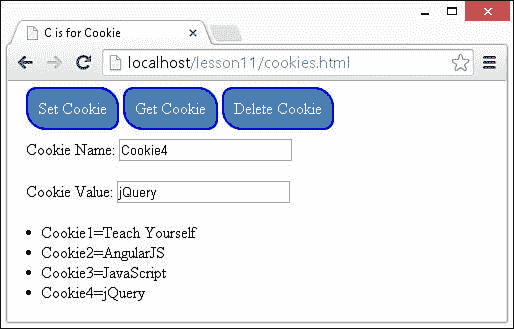 C is for Cookie
localhost/lesson11/cookies.html
Set Cookie Get Cookie Delete Cookie
Cookie Name: Cookie4
Cookie Value: jQuery
• Cookie1=Teach Yourself
• Cookie2=AngularJS
• Cookie3=JavaScript
• Cookie4=jQuery